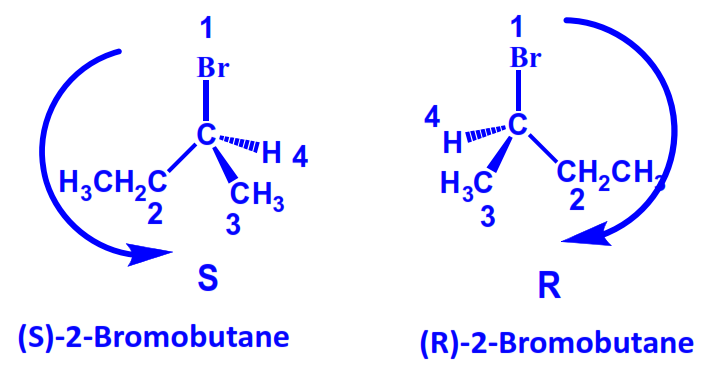 1
Br
C
H 4
H₃CH₂C
2
CH₃
3
S
(S)-2-Bromobutane
1
Br
4
H
C
H₃C
3
CH₂CH₃
2
R
(R)-2-Bromobutane